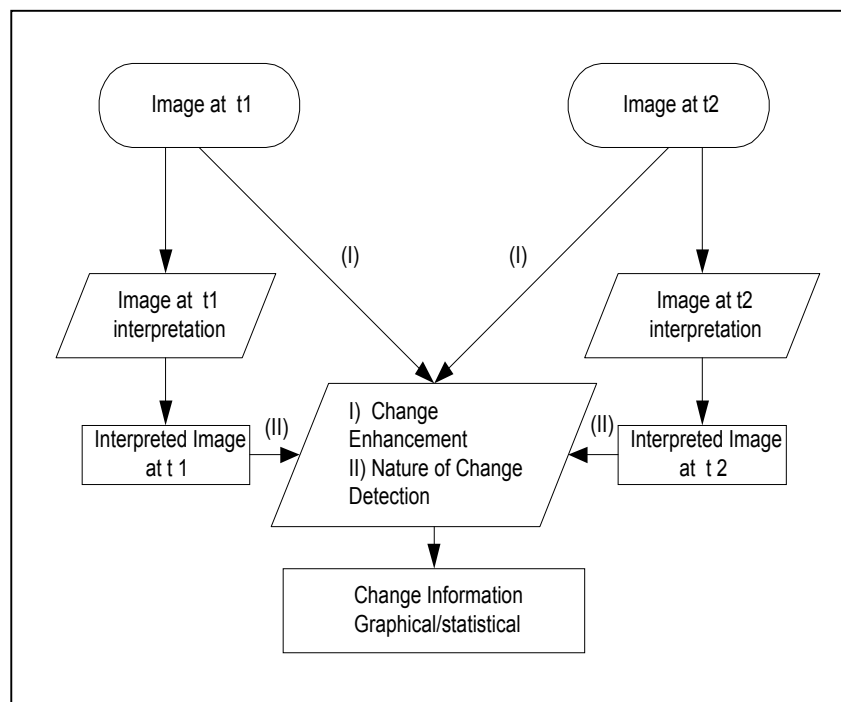 Image at t1
Image at t2
(I)
(I)
Image at t1
interpretation
Image at t2
interpretation
I) Change
Enhancement
II) Nature of Change
Detection
(II)
(II)
Interpreted Image
at t 1
Interpreted Image
at t 2
Change Information
Graphical/statistical